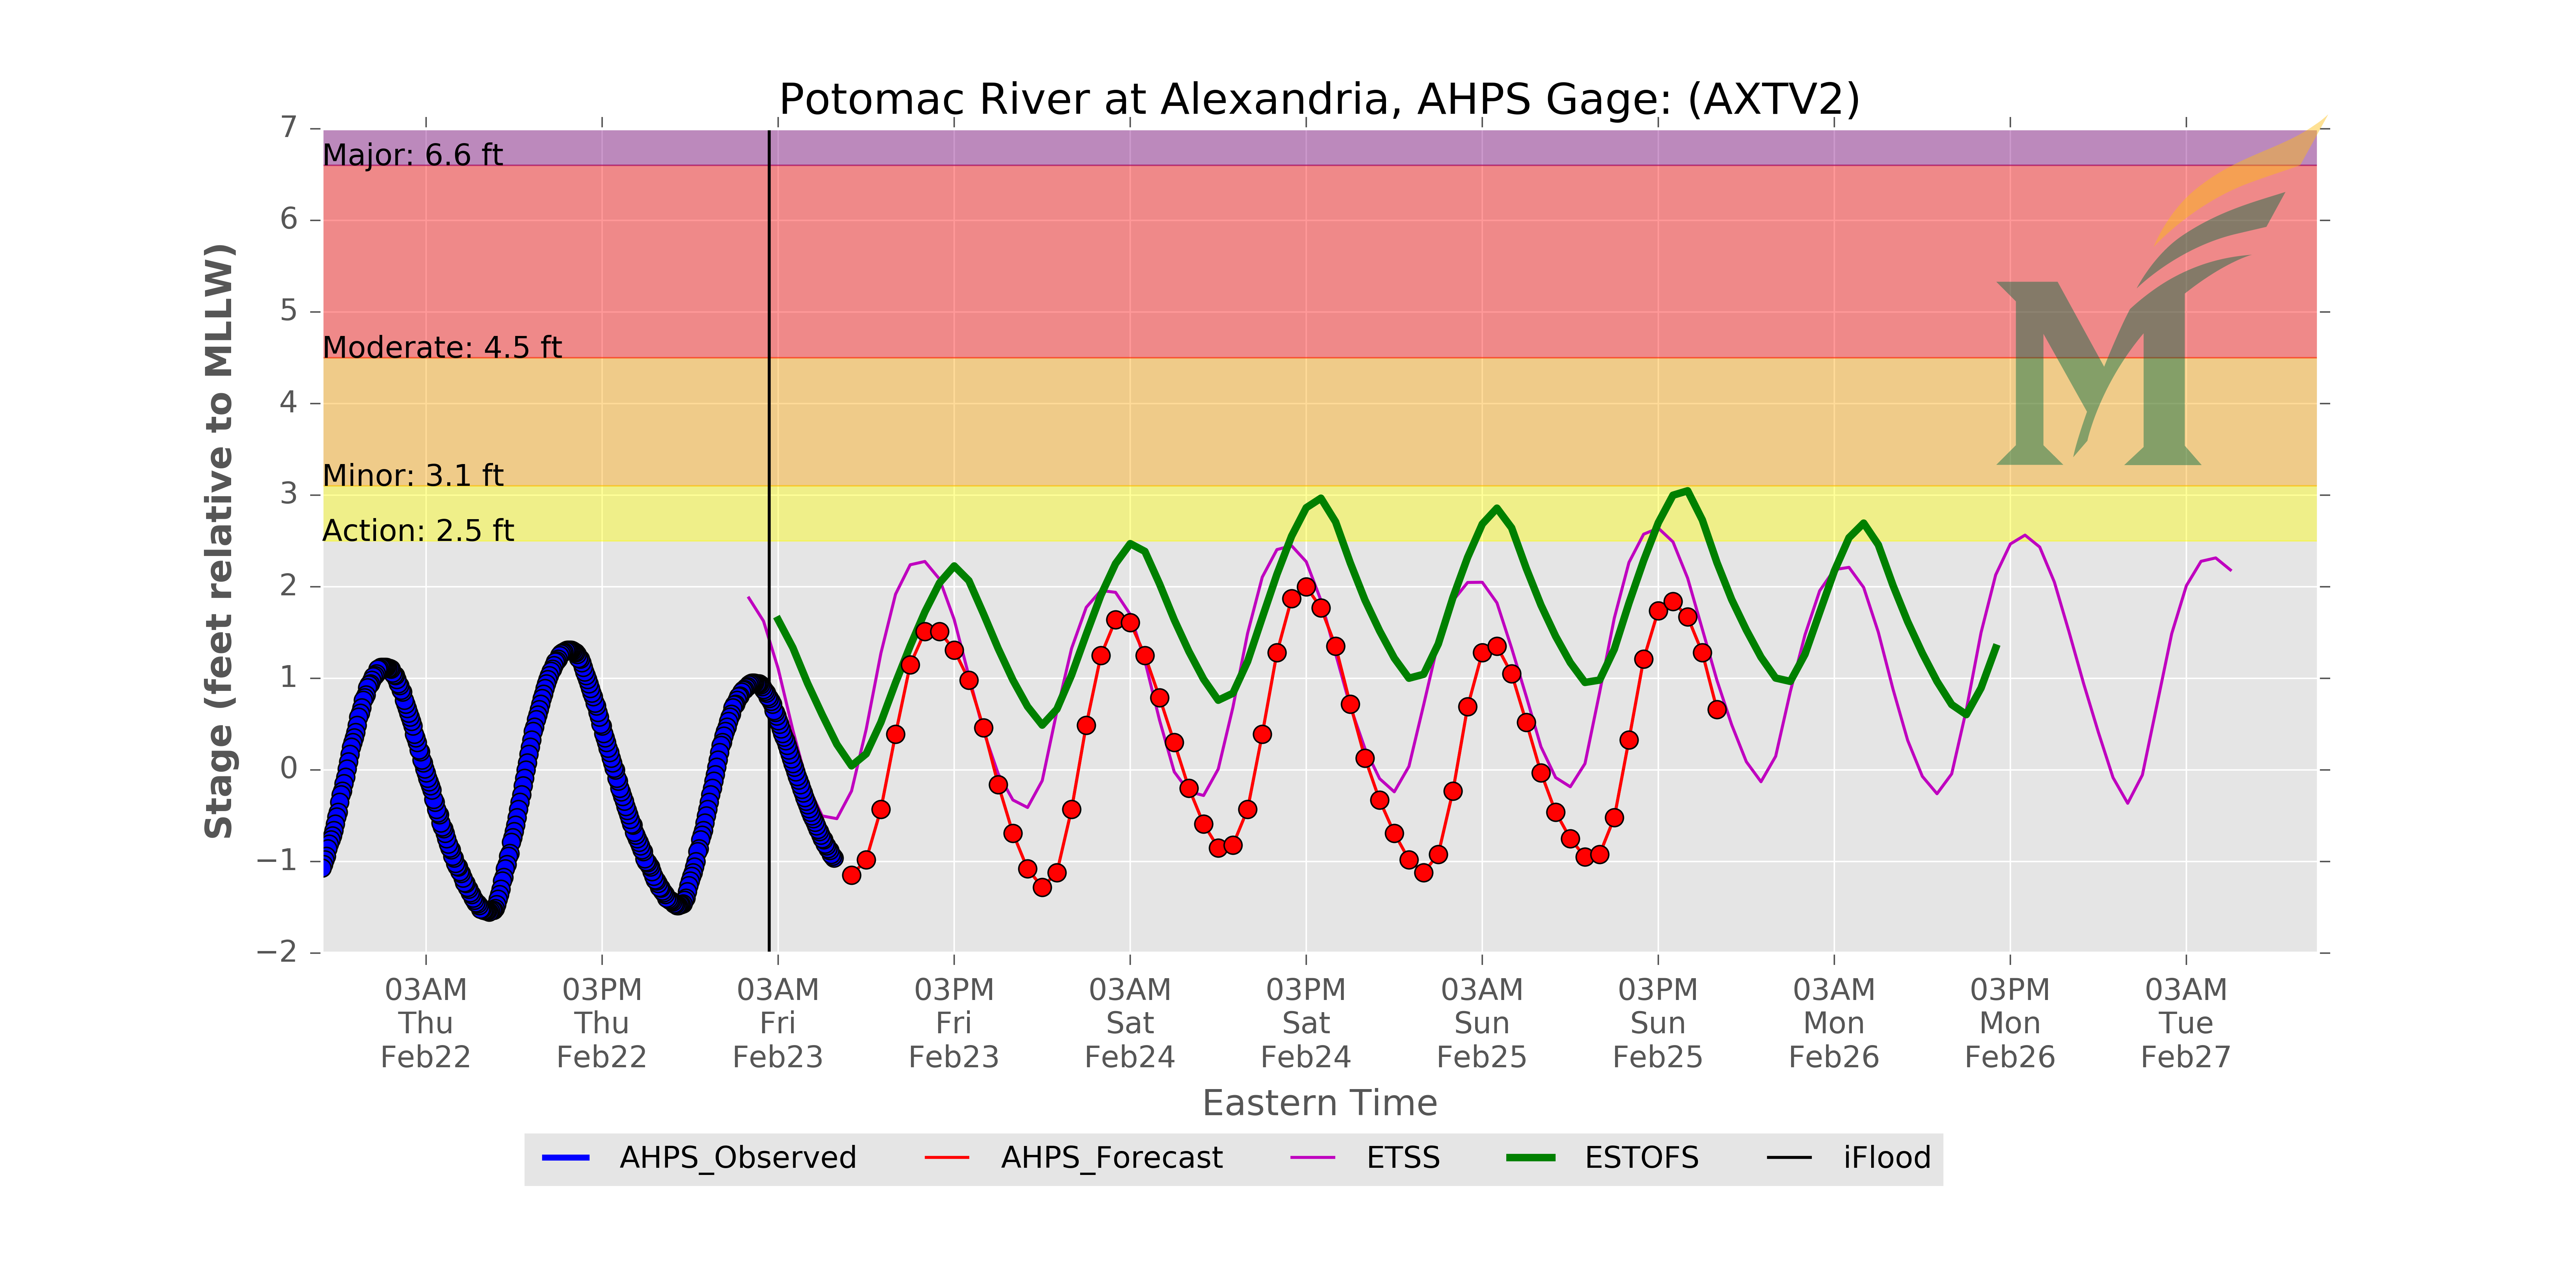 Potomac River at Alexandria, AHPS Gage: (AXTV2)
7
Major: 6.6 ft
6
5
Moderate: 4.5 ft
4
Minor: 3.1 ft
3
Action: 2.5 ft
2
1
0
−1
−2
Stage (feet relative to MLLW)
03AM 03PM 03AM 03PM 03AM 03PM 03AM 03PM 03AM 03PM 03AM
Thu Thu Fri Fri Sat Sat Sun Sun Mon Mon Tue
Feb22 Feb22 Feb23 Feb23 Feb24 Feb24 Feb25 Feb25 Feb26 Feb26 Feb27
Eastern Time
AHPS_Observed AHPS_Forecast ETSS ESTOFS iFlood